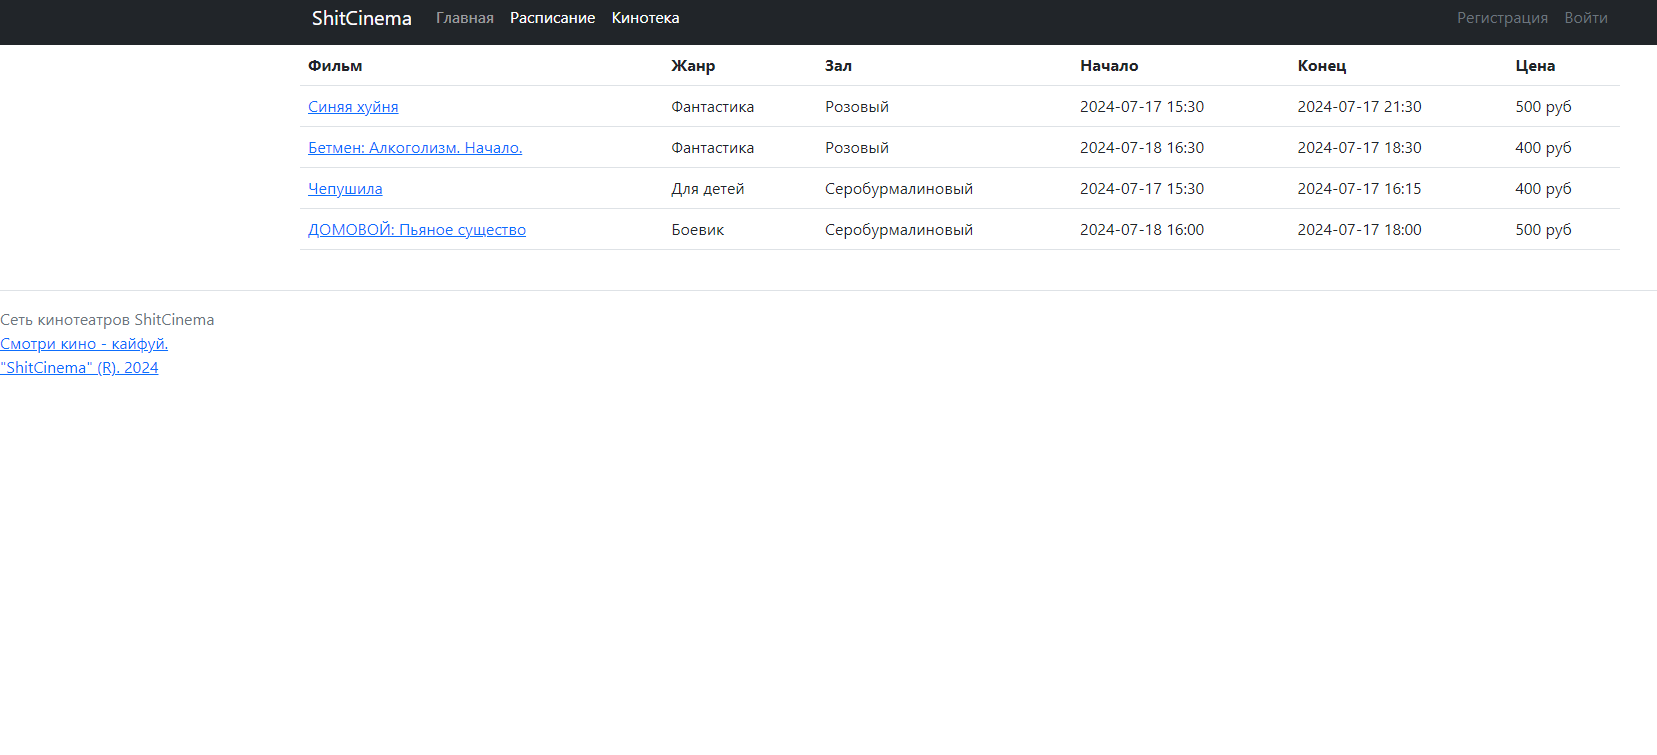 ShitCinema Главная Расписание Кинотека Регистрация Войти
Фильм Жанр Зал Начало Конец Цена
Синяя хуйня Фантастика Розовый 2024-07-17 15:30 2024-07-17 21:30 500 руб
Бетмен: Алкоголизм. Начало. Фантастика Розовый 2024-07-18 16:30 2024-07-17 18:30 400 руб
Чепушила Для детей Серобурмалиновый 2024-07-17 15:30 2024-07-17 16:15 400 руб
ДОМОВОЙ: Пьяное существо Боевик Серобурмалиновый 2024-07-18 16:00 2024-07-17 18:00 500 руб
Сеть кинотеатров ShitCinema
Смотри кино - кайфуй.
"ShitCinema" (R). 2024